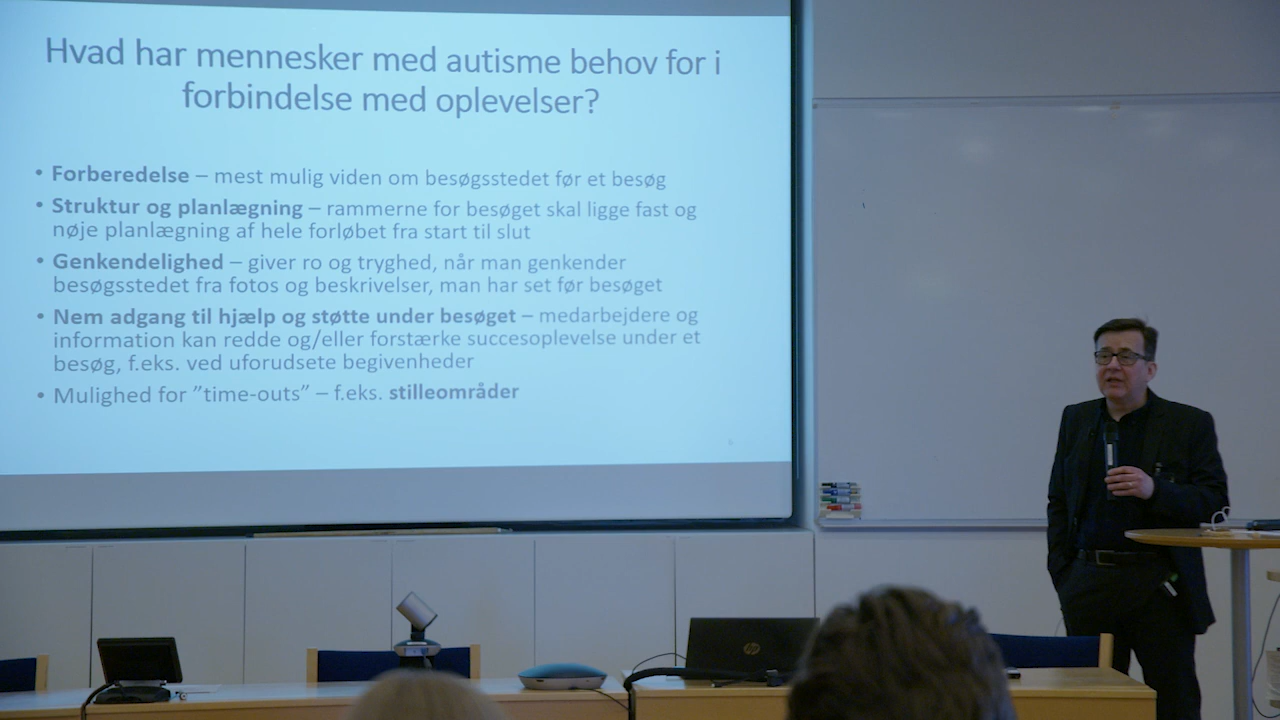 Hvad har mennesker med autisme behov for i
forbindelse med oplevelser?
• Forberedelse – mest mulig viden om besøgsstedet før et besøg
• Struktur og planlægning – rammerne for besøget skal ligge fast og
nøje planlægning af hele forløbet fra start til slut
• Genkendelighed – giver ro og tryghed, når man genkender
besøgsstedet fra fotos og beskrivelser, man har set før besøget
• Nem adgang til hjælp og støtte under besøget – medarbejdere og
information kan redde og/eller forstærke succesoplevelse under et
besøg, f.eks. ved uforudsete begivenheder
• Mulighed for ”time-outs” – f.eks. stilleområder
hp